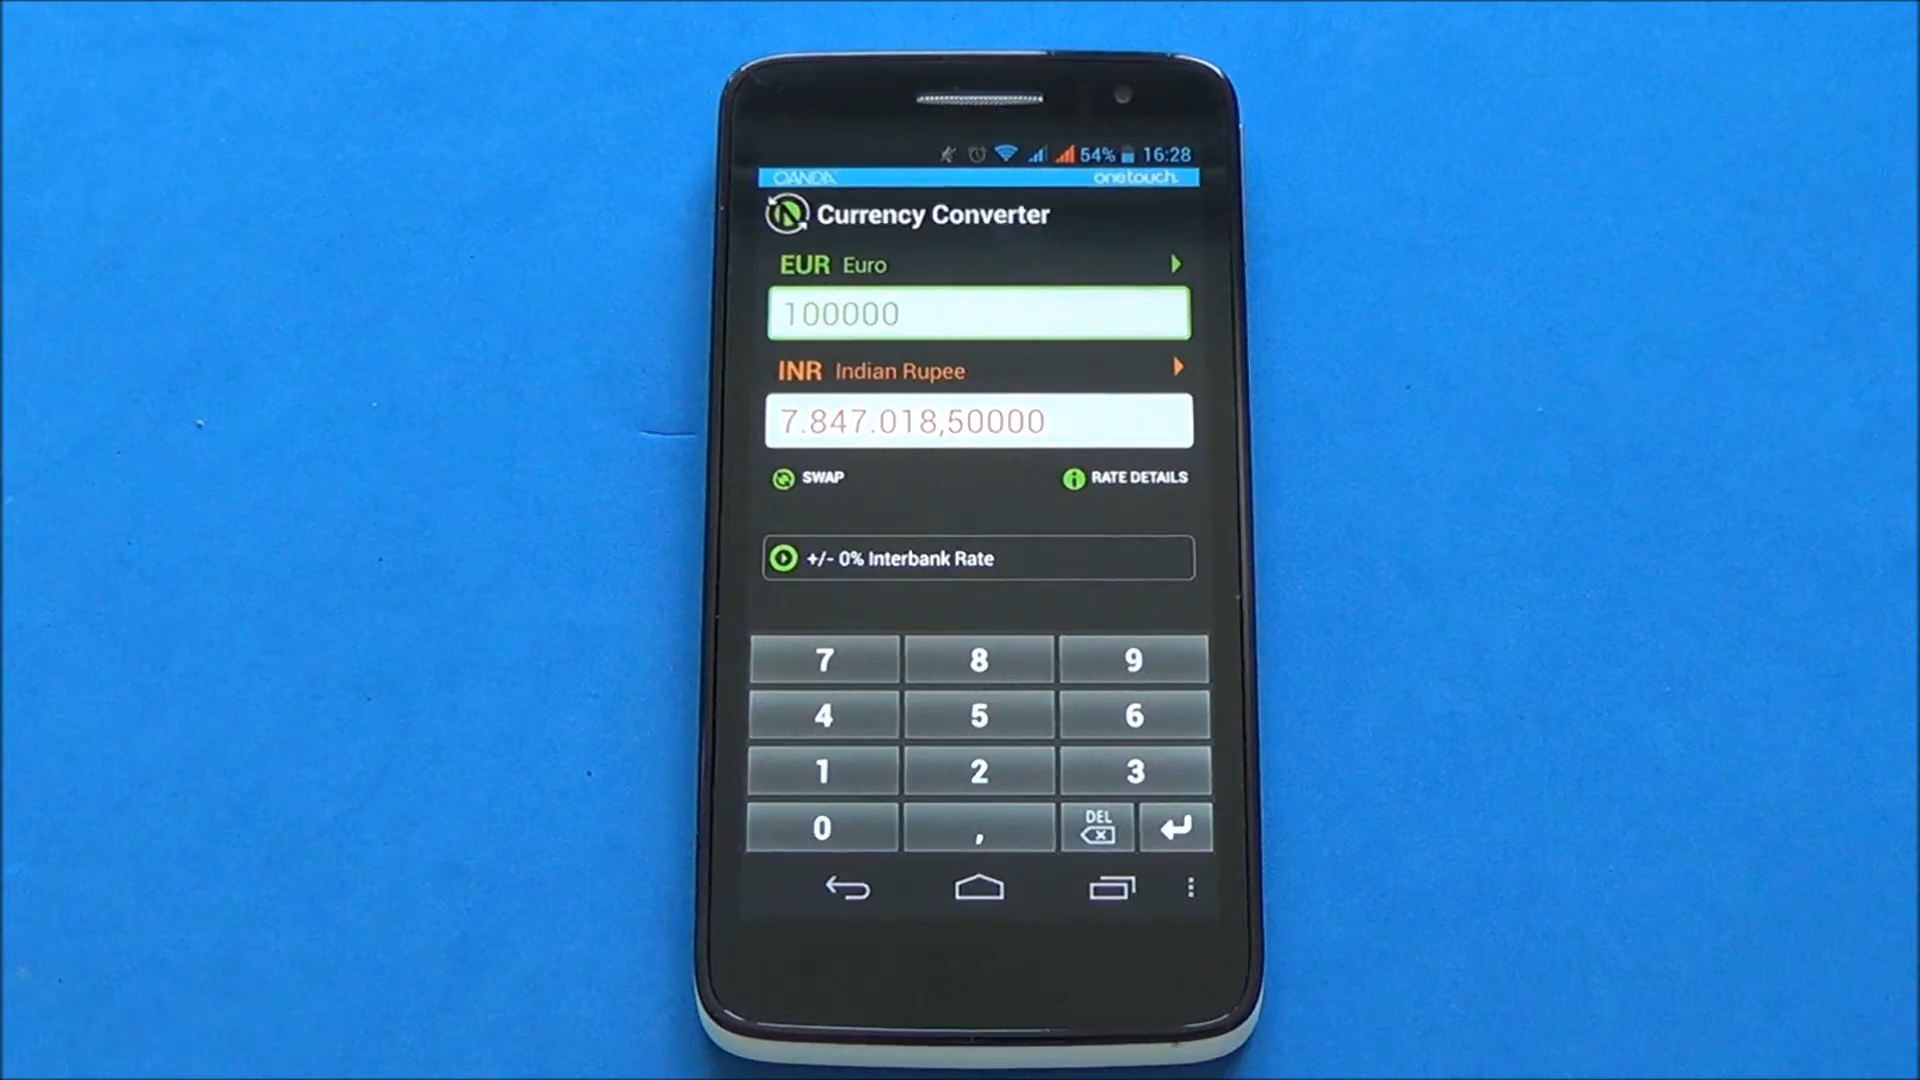 54% 16:28
OANDA onetouch.
Currency Converter
EUR Euro
100000
INR Indian Rupee
7.847.018,50000
SWAP RATE DETAILS
+/- 0% Interbank Rate
7 8 9
4 5 6
1 2 3
0 , DEL